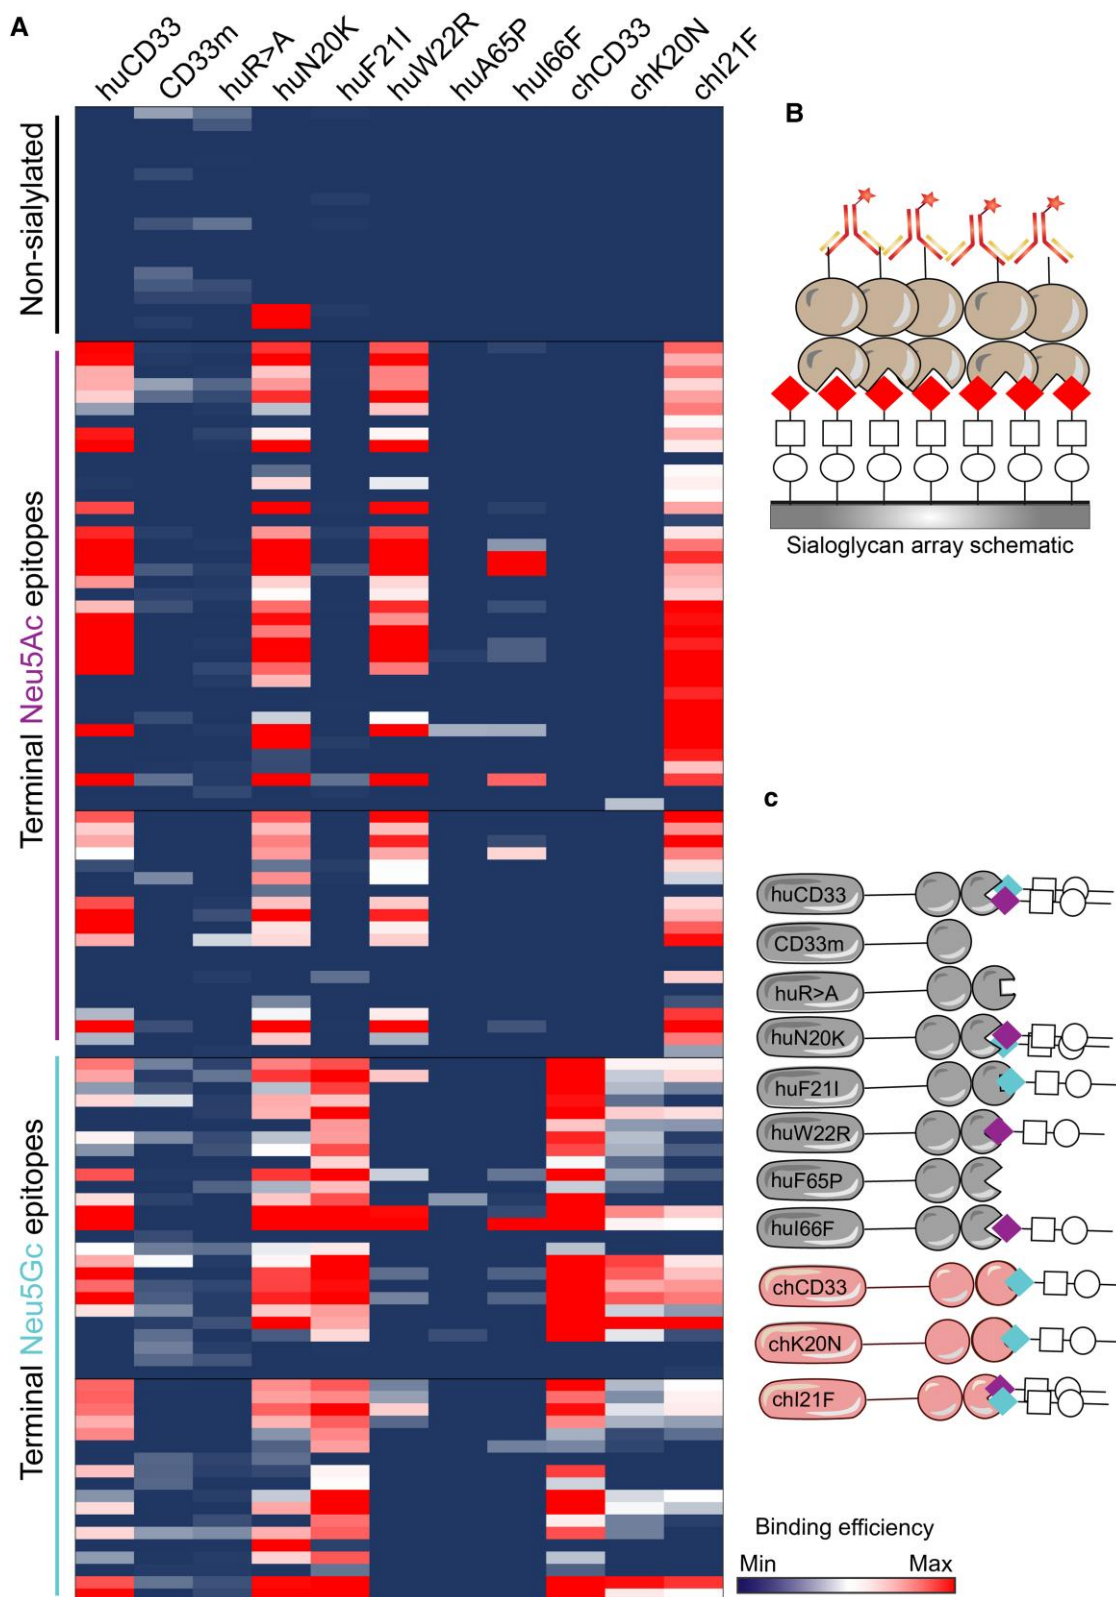 A
huCD33
CD33m
huR>A
huN20K
huF21I
huW22R
huA65P
huI66F
chCD33
chK20N
chI21F
Non-sialylated
Terminal Neu5Ac epitopes
Terminal Neu5Gc epitopes
B
Sialoglycan array schematic
c
huCD33
CD33m
huR>A
huN20K
huF21I
huW22R
huF65P
huI66F
chCD33
chK20N
chI21F
Binding efficiency
Min Max